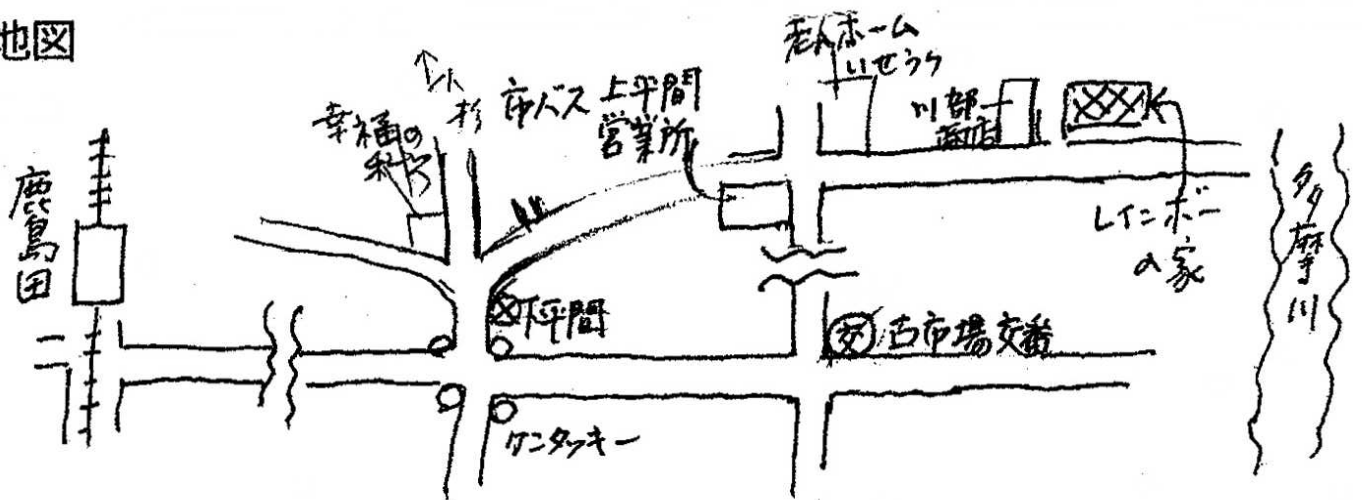 地図
老人ホーム
いせうら
市バス 上平間
営業所
川部
商店
幸福の
科学
鹿島田
レインボー
の家
多摩川
下平間
交 古市場交番
ケンタッキー